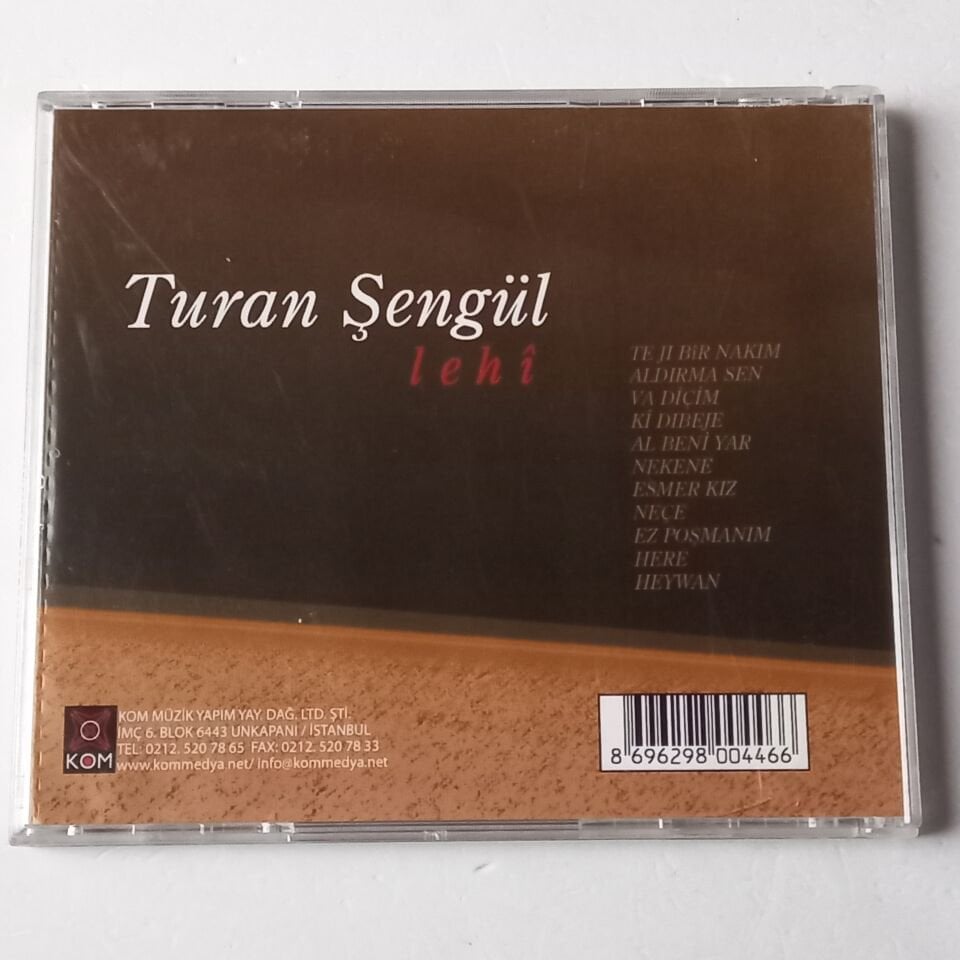 Turan Şengül
lehî
TE JI BİR NAKIM
ALDIRMA SEN
VA DİÇİM
Kİ DIBEJE
AL BENİ YAR
NEKENE
ESMER KIZ
NEÇE
EZ POŞMANIM
HERE
HEYWAN
KOM
KOM MÜZİK YAPIM YAY. DAĞ. LTD. ŞTİ.
İMÇ 6. BLOK 6443 UNKAPANI / İSTANBUL
TEL: 0212. 520 78 65 FAX: 0212. 520 78 33
www.kommedya.net/ info@kommedya.net
8 696298 004466